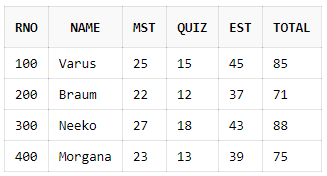 RNO NAME MST QUIZ EST TOTAL
100 Varus 25 15 45 85
200 Braum 22 12 37 71
300 Neeko 27 18 43 88
400 Morgana 23 13 39 75